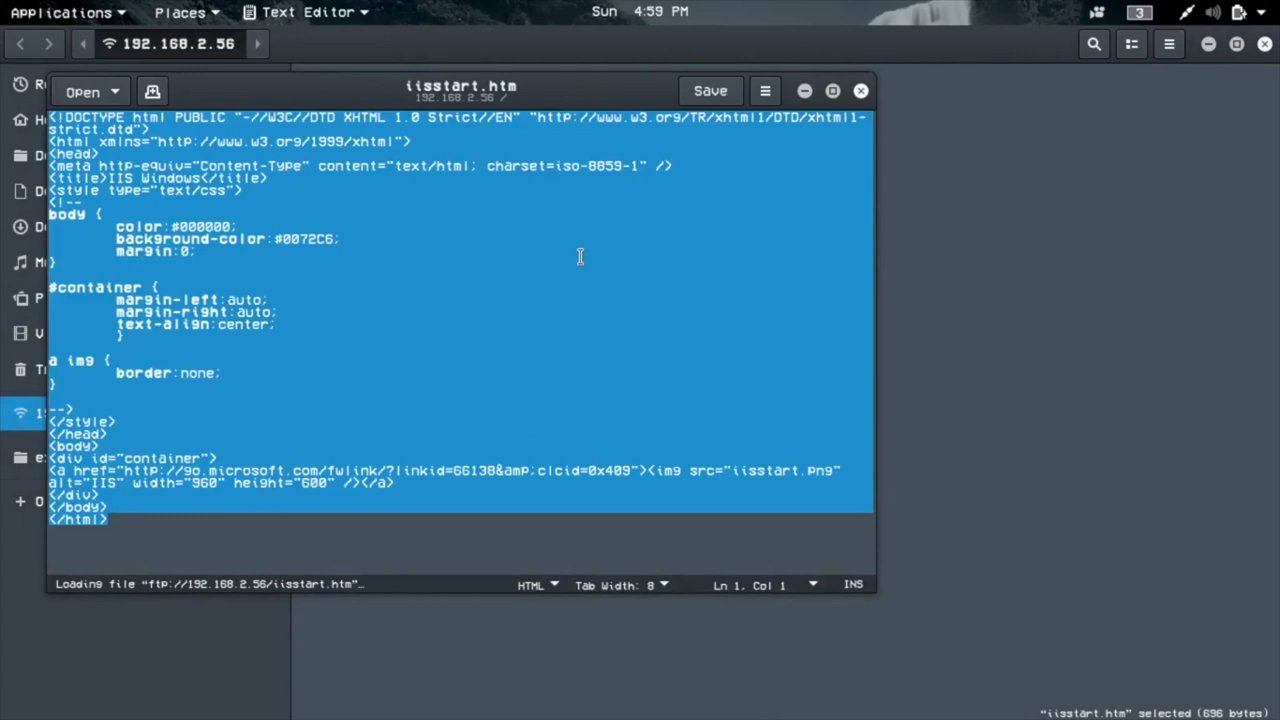 Applications
Places
Text Editor
Sun 4:59 PM
3
192.168.2.56
Open
iisstart.htm
192.168.2.56 /
Save
<!DOCTYPE html PUBLIC "-//W3C//DTD XHTML 1.0 Strict//EN" "http://www.w3.org/TR/xhtml1/DTD/xhtml1-
strict.dtd">
<html xmlns="http://www.w3.org/1999/xhtml">
<head>
<meta http-equiv="Content-Type" content="text/html; charset=iso-8859-1" />
<title>IIS Windows</title>
<style type="text/css">
<!--
body {
color:#000000;
background-color:#0072C6;
margin:0;
}
#container {
margin-left:auto;
margin-right:auto;
text-align:center;
}
a img {
border:none;
}
-->
</style>
</head>
<body>
<div id="container">
<a href="http://go.microsoft.com/fwlink/?linkid=66138&amp;clcid=0x409"><img src="iisstart.png"
alt="IIS" width="960" height="600" /></a>
</div>
</body>
</html>
Loading file "ftp://192.168.2.56/iisstart.htm"…
HTML
Tab Width: 8
Ln 1, Col 1
INS
"iisstart.htm" selected (696 bytes)